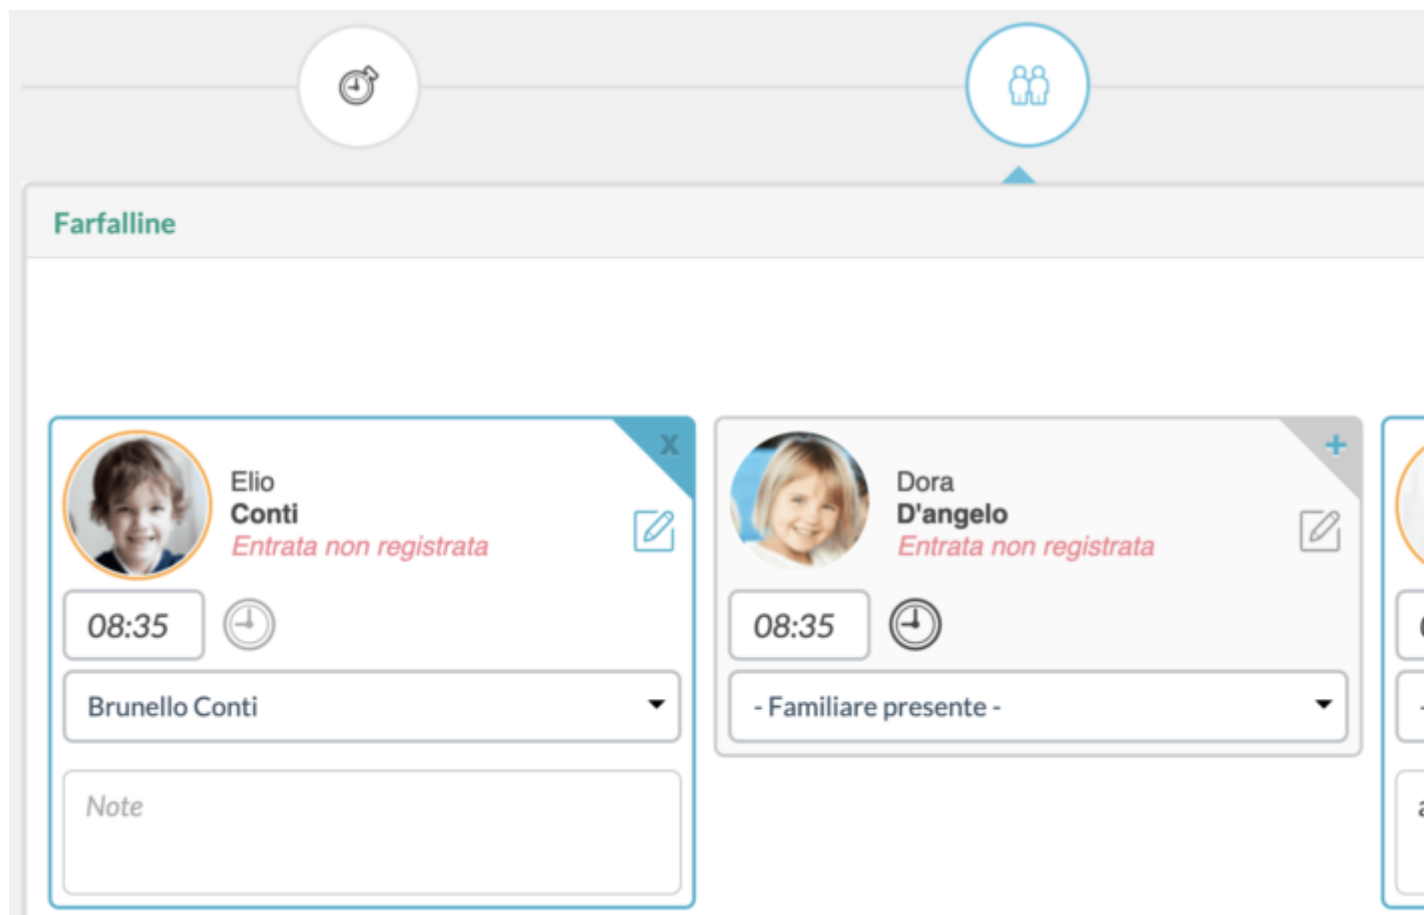 Farfalline
x
Elio
Conti
Entrata non registrata
08:35
Brunello Conti
Note
+
Dora
D'angelo
Entrata non registrata
08:35
- Familiare presente -